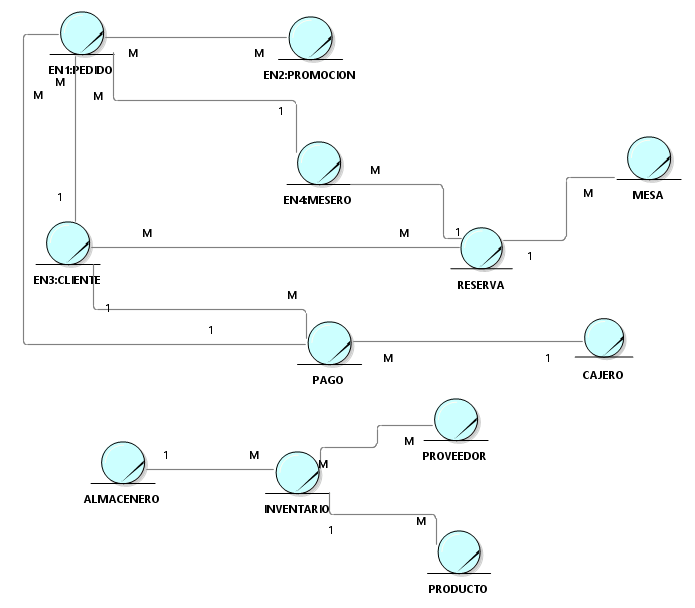 M
M
EN1:PEDIDO
EN2:PROMOCION
M
M
M
1
M
EN4:MESERO
M
MESA
1
M
M
1
1
EN3:CLIENTE
RESERVA
M
1
1
M
1
PAGO
CAJERO
M
1
M
PROVEEDOR
M
ALMACENERO
INVENTARIO
M
1
PRODUCTO